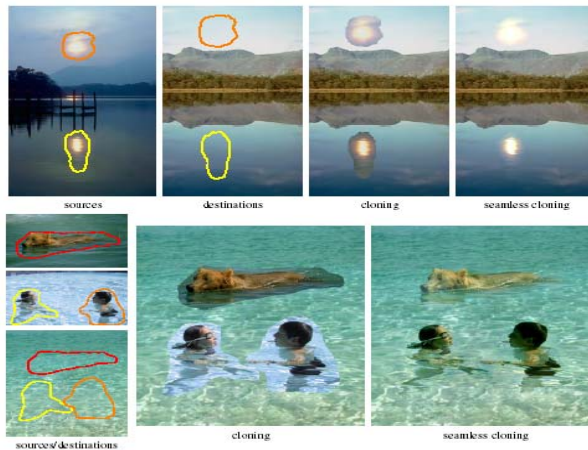 sources
destinations
cloning
seamless cloning
sources/destinations
cloning
seamless cloning